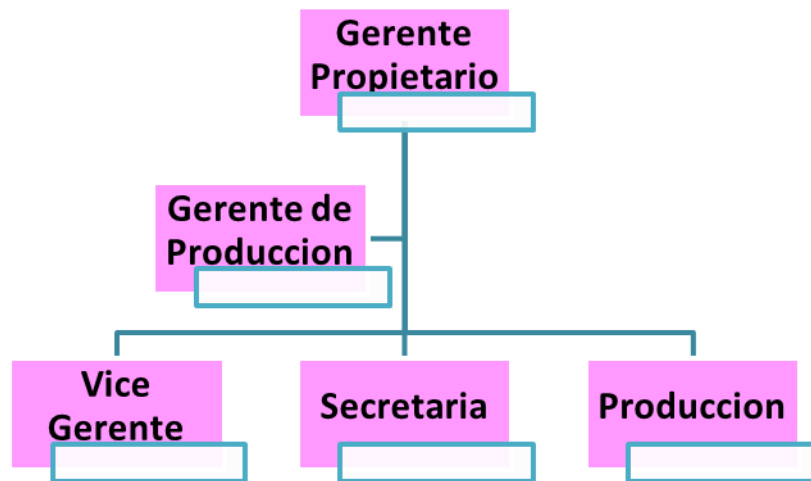 Gerente
Propietario
Gerente de
Produccion
Vice
Gerente
Secretaria
Produccion